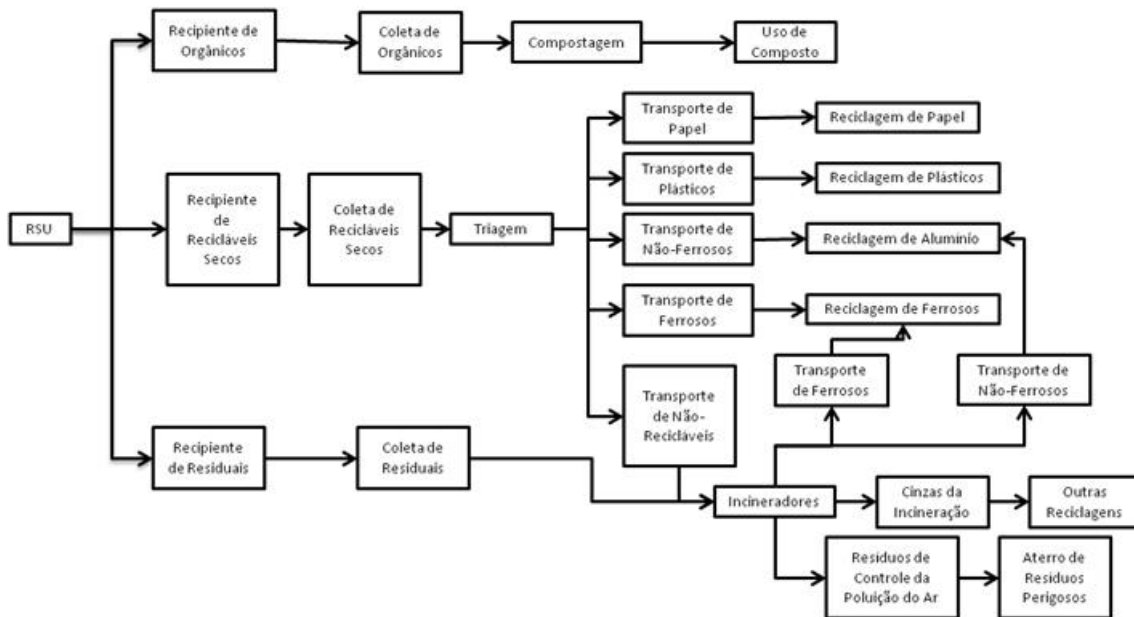 Recipiente de
Orgânicos
Coleta de
Orgânicos
Compostagem
Uso de
Composto
Transporte de
Papel
Reciclagem de Papel
Transporte de
Plásticos
Reciclagem de Plásticos
RSU
Recipiente
de
Recicláveis
Secos
Coleta de
Recicláveis
Secos
Triagem
Transporte de
Não-Ferrosos
Reciclagem de Alumínio
Transporte de
Ferrosos
Reciclagem de Ferrosos
Transporte
de Ferrosos
Transporte de
Não-Ferrosos
Transporte
de Não-
Recicláveis
Recipiente
de Residuais
Coleta de
Residuais
Incineradores
Cinzas da
Incineração
Outras
Reciclagens
Resíduos de
Controle da
Poluição do Ar
Aterro de
Resíduos
Perigosos